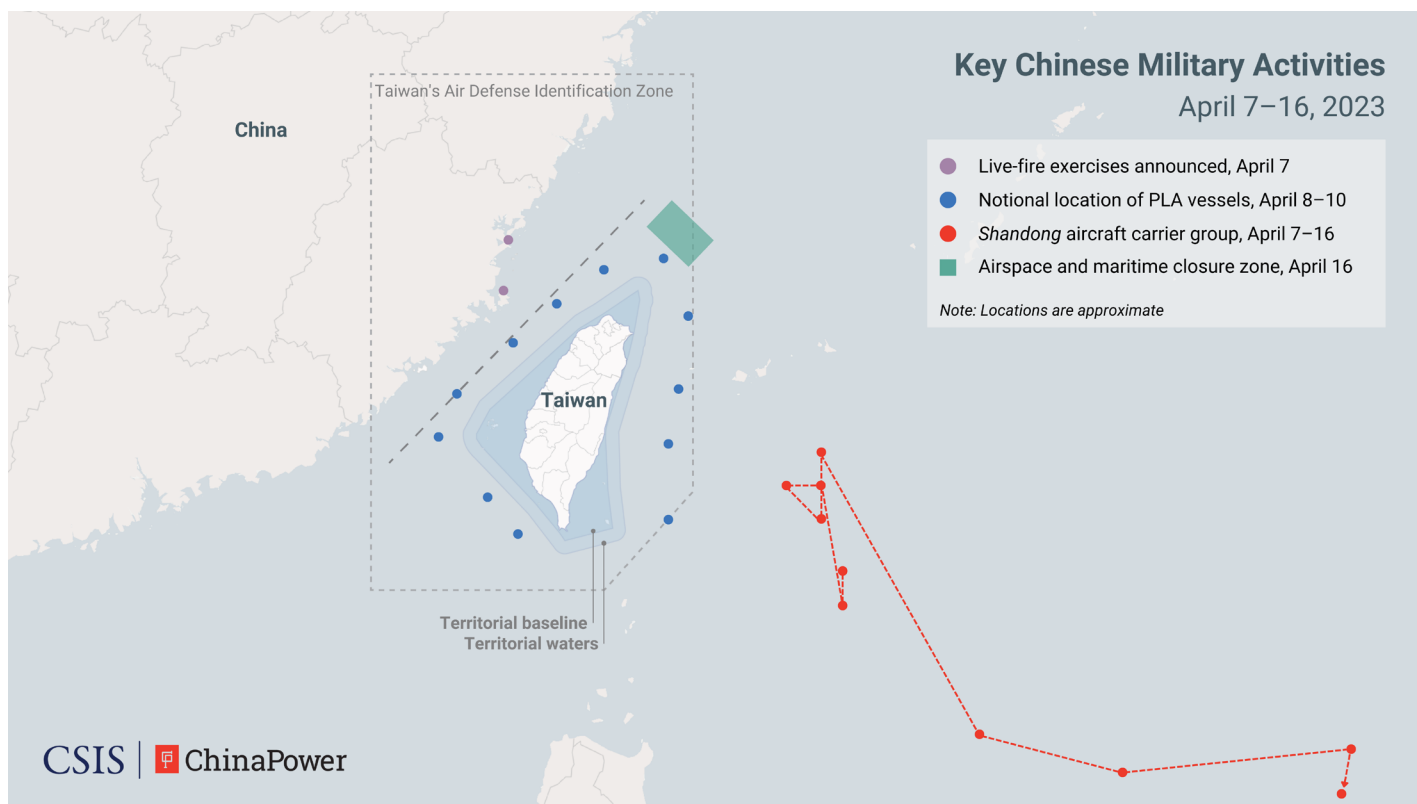 Key Chinese Military Activities
April 7–16, 2023
Live-fire exercises announced, April 7
Notional location of PLA vessels, April 8–10
Shandong aircraft carrier group, April 7–16
Airspace and maritime closure zone, April 16
Note: Locations are approximate
Taiwan's Air Defense Identification Zone
China
Taiwan
Territorial baseline
Territorial waters
CSIS
ChinaPower